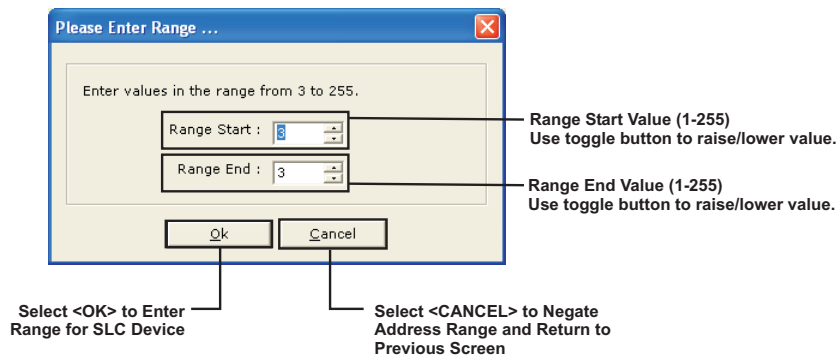 Please Enter Range ...
Enter values in the range from 3 to 255.
Range Start : 3
Range End : 3
Ok
Cancel
Range Start Value (1-255)
Use toggle button to raise/lower value.
Range End Value (1-255)
Use toggle button to raise/lower value.
Select <OK> to Enter
Range for SLC Device
Select <CANCEL> to Negate
Address Range and Return to
Previous Screen